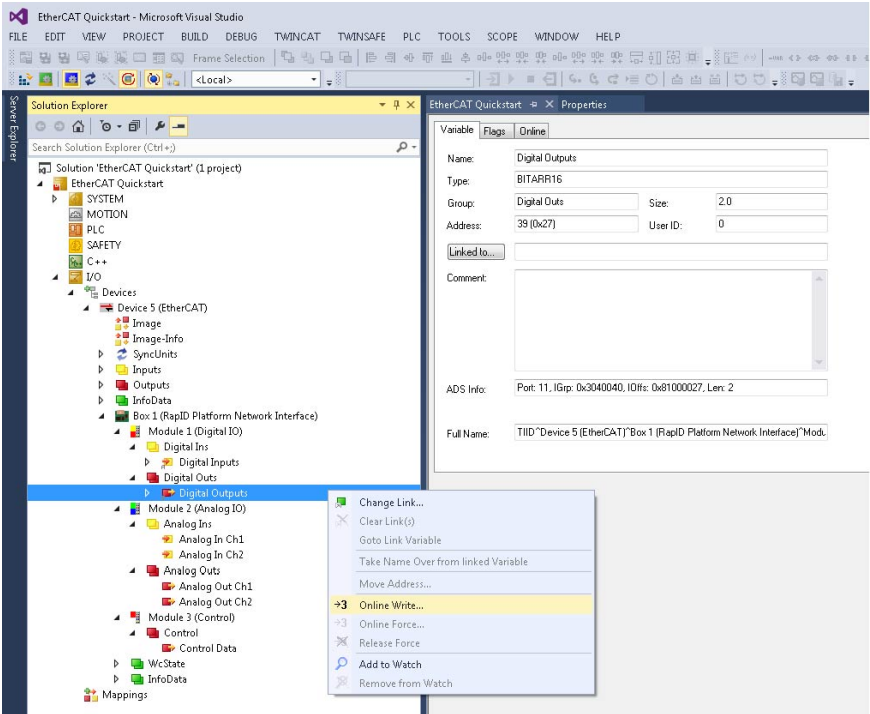 EtherCAT Quickstart - Microsoft Visual Studio
FILE EDIT VIEW PROJECT BUILD DEBUG TWINCAT TWINSAFE PLC TOOLS SCOPE WINDOW HELP
Frame Selection
<Local>
Server Explorer
Solution Explorer
Search Solution Explorer (Ctrl+;)
Solution 'EtherCAT Quickstart' (1 project)
EtherCAT Quickstart
SYSTEM
MOTION
PLC
SAFETY
C++
I/O
Devices
Device 5 (EtherCAT)
Image
Image-Info
SyncUnits
Inputs
Outputs
InfoData
Box 1 (RapID Platform Network Interface)
Module 1 (Digital IO)
Digital Ins
Digital Inputs
Digital Outs
Digital Outputs
Module 2 (Analog IO)
Analog Ins
Analog In Ch1
Analog In Ch2
Analog Outs
Analog Out Ch1
Analog Out Ch2
Module 3 (Control)
Control
Control Data
WcState
InfoData
Mappings
EtherCAT Quickstart Properties
Variable Flags Online
Name: Digital Outputs
Type: BITARR16
Group: Digital Outs Size: 2.0
Address: 39 (0x27) User ID: 0
Linked to...
Comment:
ADS Info: Port: 11, IGrp: 0x3040040, IOffs: 0x81000027, Len: 2
Full Name: TIID^Device 5 (EtherCAT)^Box 1 (RapID Platform Network Interface)^Modu
Change Link...
Clear Link(s)
Goto Link Variable
Take Name Over from linked Variable
Move Address...
→3 Online Write...
→3 Online Force...
Release Force
Add to Watch
Remove from Watch